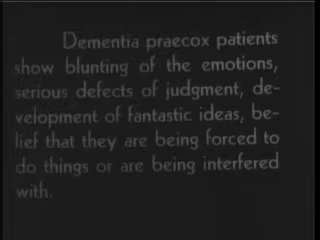 Dementia praecox patients
show blunting of the emotions,
serious defects of judgment, de-
velopment of fantastic ideas, be-
lief that they are being forced to
do things or are being interfered
with.